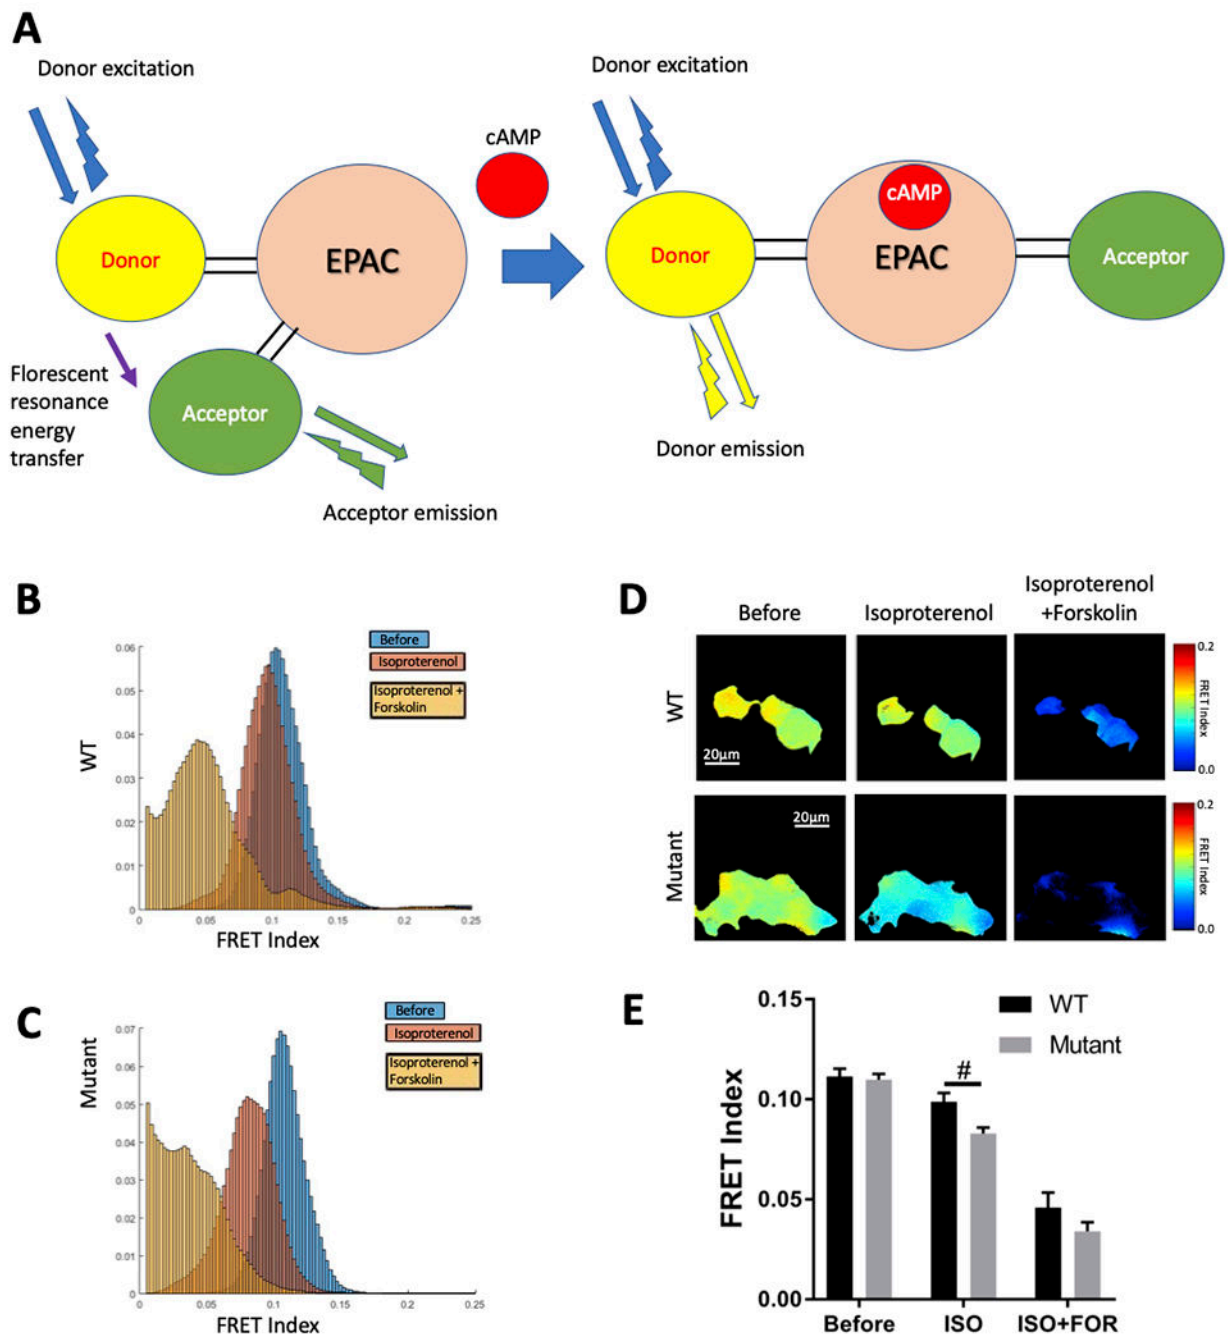 A
Donor excitation
Donor excitation
cAMP
Donor
EPAC
Donor
cAMP
EPAC
Acceptor
Florescent
resonance
energy
transfer
Acceptor
Acceptor emission
Donor emission
B
WT
0.06
0.05
0.04
0.03
0.02
0.01
0
0
0.05
0.1
0.15
0.2
0.25
FRET Index
Before
Isoproterenol
Isoproterenol +
Forskolin
D
Before
Isoproterenol
Isoproterenol
+Forskolin
WT
20μm
0.2
FRET Index
0.0
Mutant
20μm
0.2
FRET Index
0.0
C
Mutant
0.07
0.06
0.05
0.04
0.03
0.02
0.01
0
0
0.05
0.1
0.15
0.2
0.25
FRET Index
Before
Isoproterenol
Isoproterenol +
Forskolin
E
FRET Index
0.15
0.10
0.05
0.00
WT
Mutant
#
Before
ISO
ISO+FOR